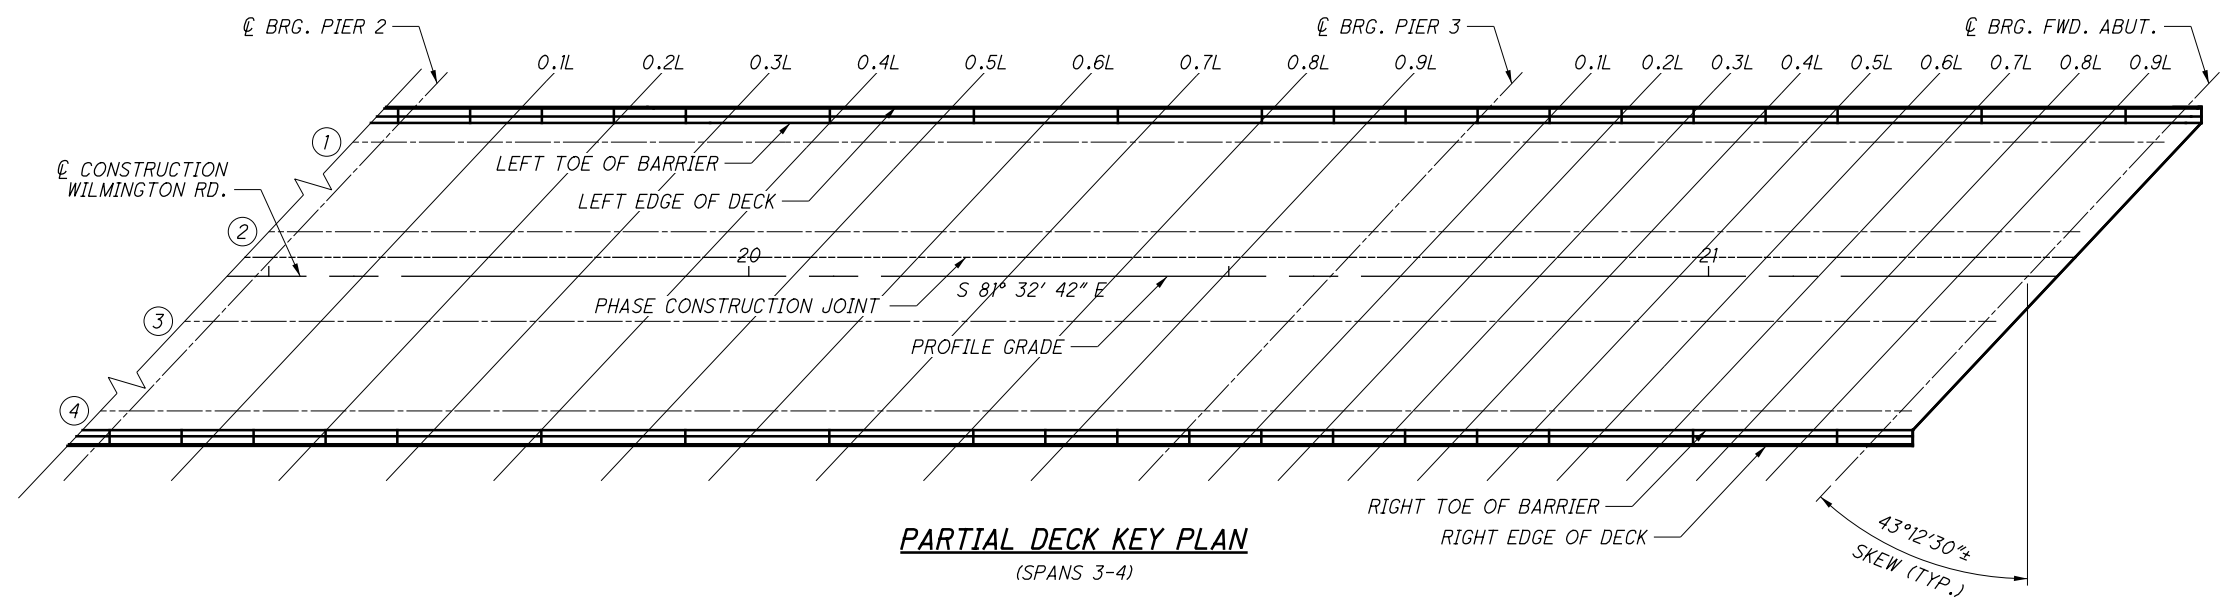 ℄ BRG. PIER 2
℄ BRG. PIER 3
℄ BRG. FWD. ABUT.
0.1L 0.2L 0.3L 0.4L 0.5L 0.6L 0.7L 0.8L 0.9L 0.1L 0.2L 0.3L 0.4L 0.5L 0.6L 0.7L 0.8L 0.9L
1
LEFT TOE OF BARRIER
℄ CONSTRUCTION
WILMINGTON RD.
LEFT EDGE OF DECK
2
20
21
S 81° 32' 42" E
PHASE CONSTRUCTION JOINT
3
PROFILE GRADE
4
RIGHT TOE OF BARRIER
RIGHT EDGE OF DECK
43°12'30"±
SKEW (TYP.)
PARTIAL DECK KEY PLAN
(SPANS 3-4)